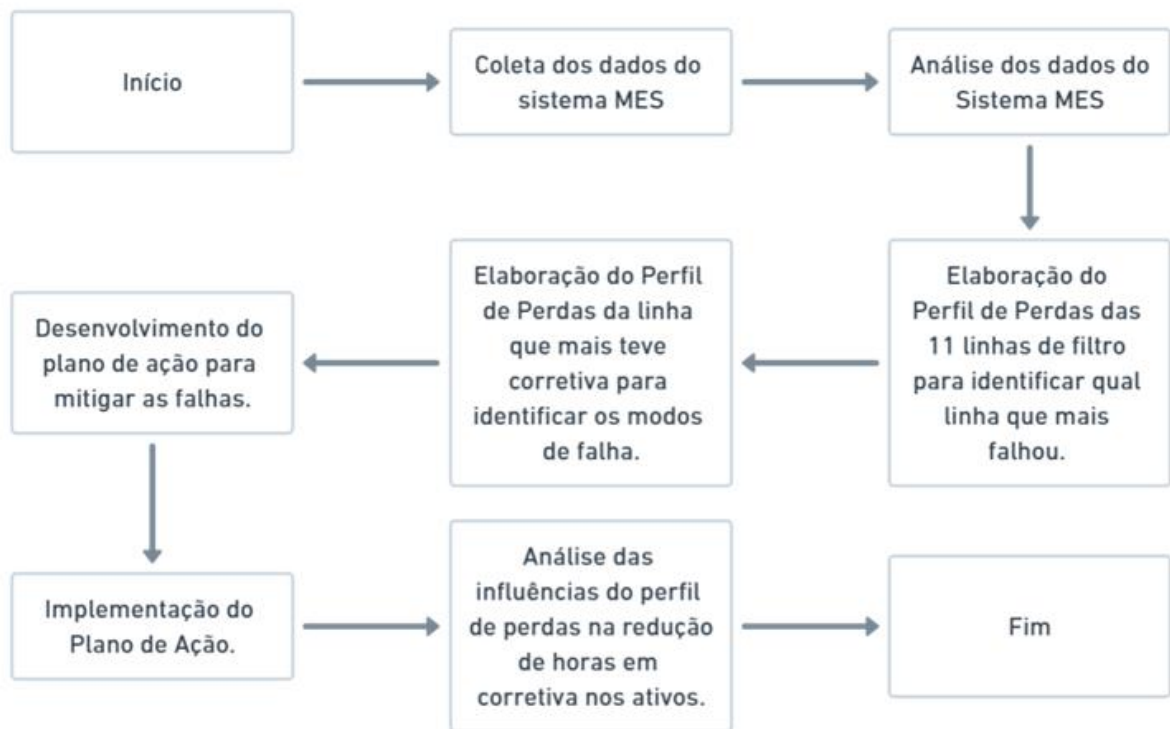 Início
Coleta dos dados do
sistema MES
Análise dos dados do
Sistema MES
Elaboração do
Perfil de Perdas das
11 linhas de filtro
para identificar qual
linha que mais
falhou.
Elaboração do Perfil
de Perdas da linha
que mais teve
corretiva para
identificar os modos
de falha.
Desenvolvimento do
plano de ação para
mitigar as falhas.
Implementação do
Plano de Ação.
Análise das
influências do perfil
de perdas na redução
de horas em
corretiva nos ativos.
Fim